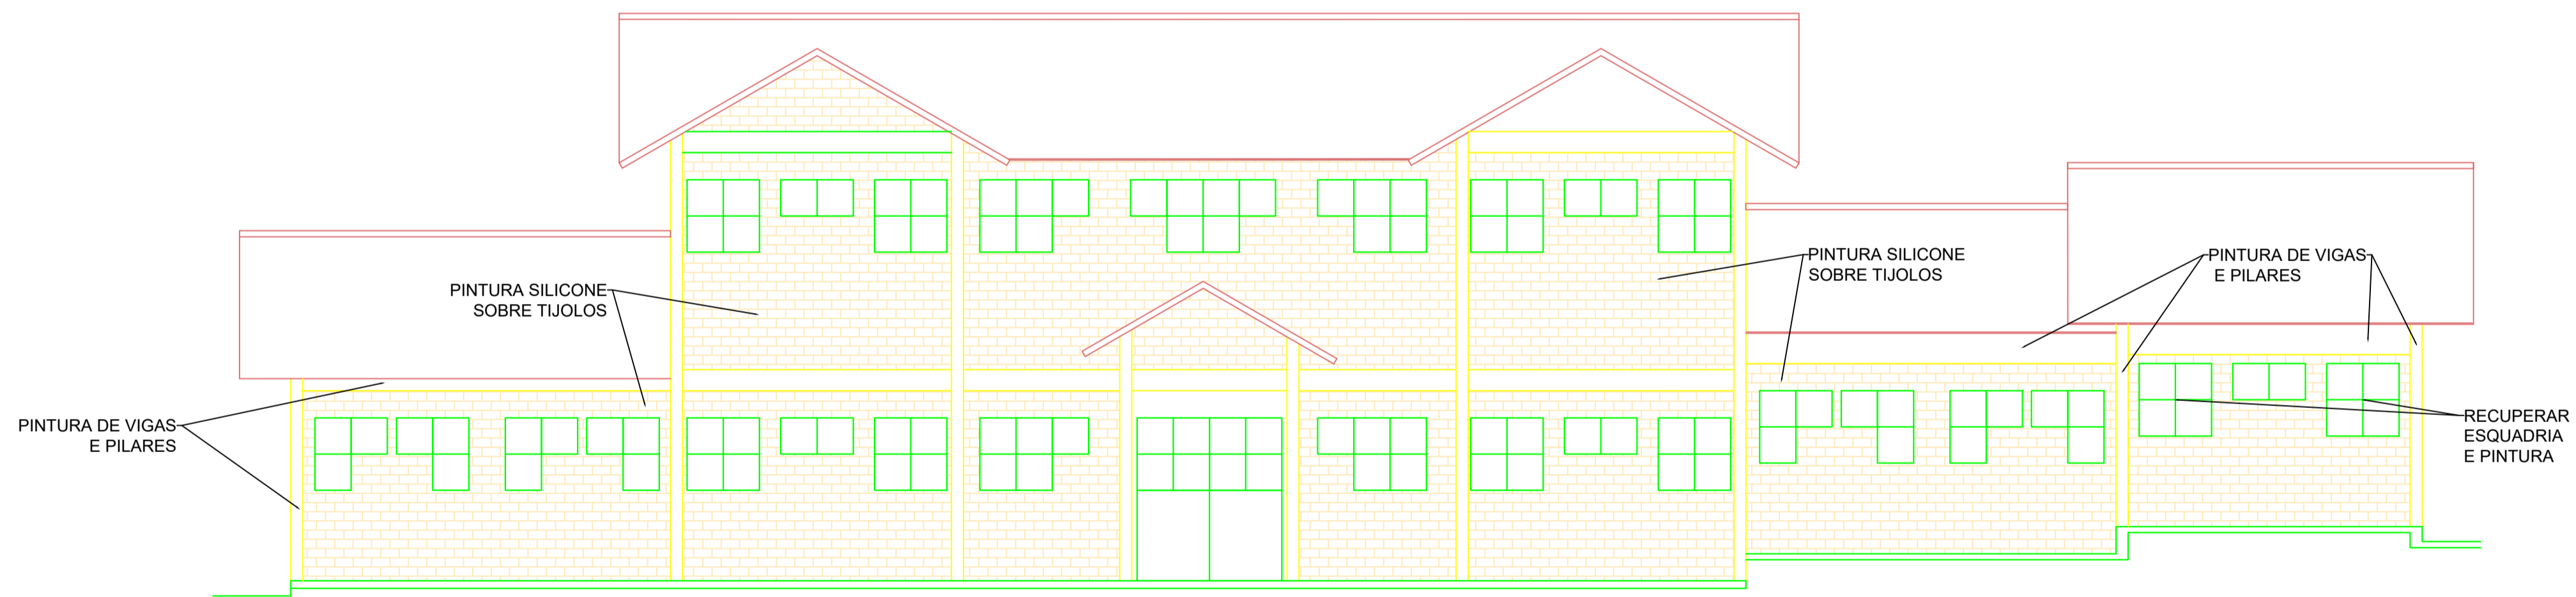 PINTURA DE VIGAS
E PILARES
PINTURA SILICONE
SOBRE TIJOLOS
PINTURA SILICONE
SOBRE TIJOLOS
PINTURA DE VIGAS
E PILARES
RECUPERAR
ESQUADRIA
E PINTURA